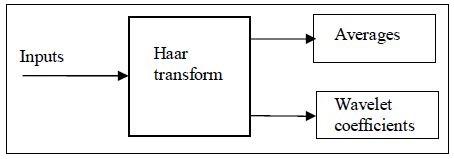 Inputs
Haar
transform
Averages
Wavelet
coefficients